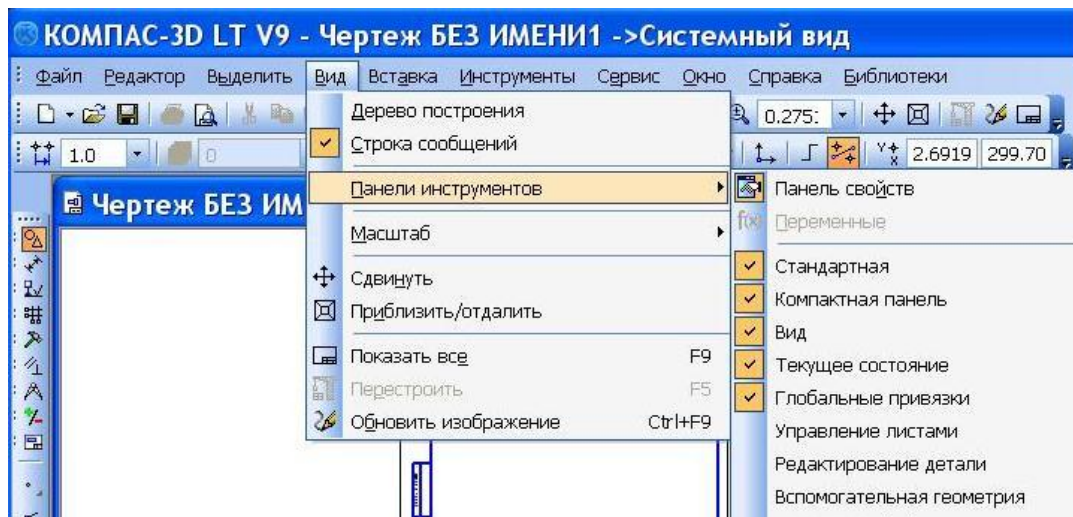 КОМПАС-3D LT V9 - Чертеж БЕЗ ИМЕНИ1 ->Системный вид
Файл Редактор Выделить Вид Вставка Инструменты Сервис Окно Справка Библиотеки
0.275:
1.0 0 2.6919 299.70
Чертеж БЕЗ ИМ
Дерево построения
Строка сообщений
Панели инструментов
Масштаб
Сдвинуть
Приблизить/отдалить
Показать все F9
Перестроить F5
Обновить изображение Ctrl+F9
Панель свойств
f(x) Переменные
Стандартная
Компактная панель
Вид
Текущее состояние
Глобальные привязки
Управление листами
Редактирование детали
Вспомогательная геометрия